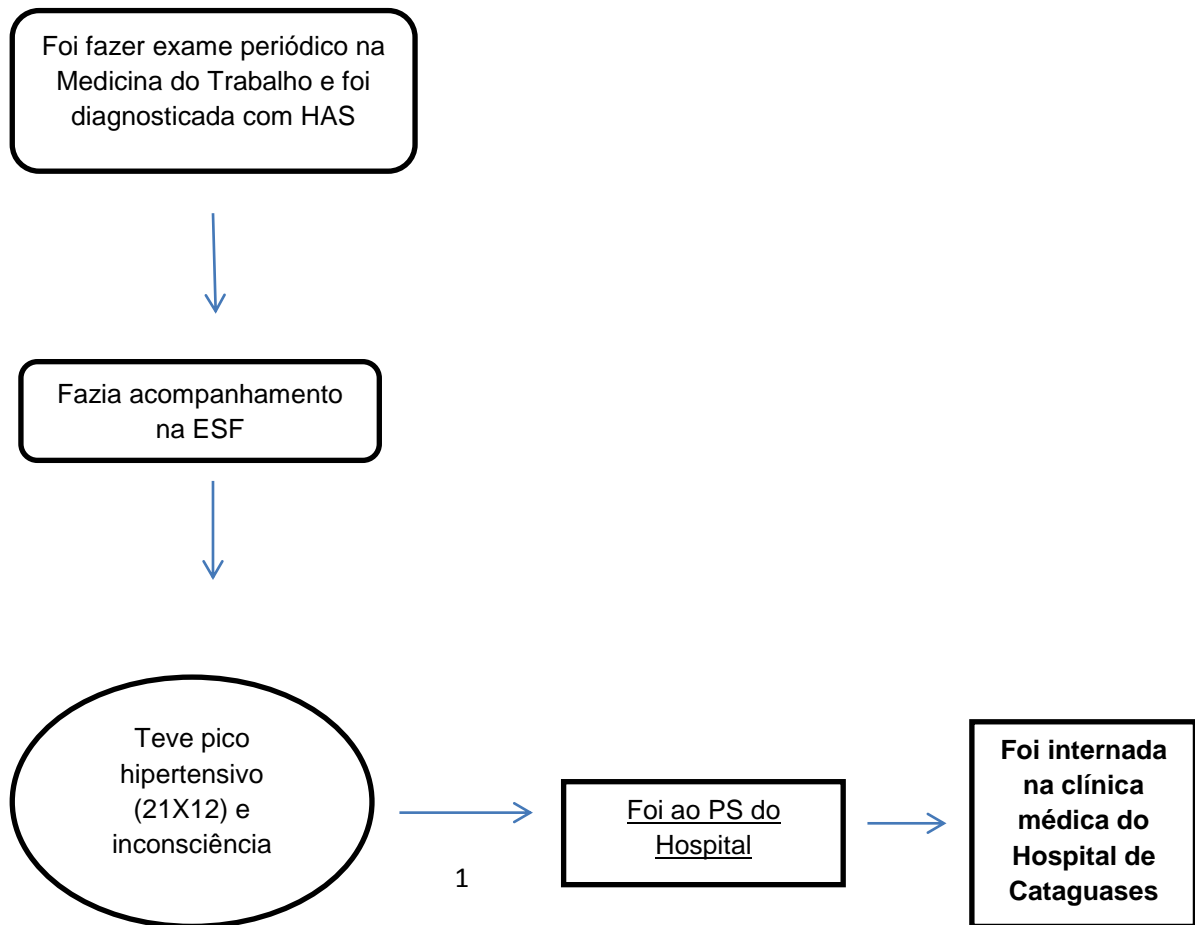 Foi fazer exame periódico na
Medicina do Trabalho e foi
diagnosticada com HAS
Fazia acompanhamento
na ESF
Teve pico
hipertensivo
(21X12) e
inconsciência
1
Foi ao PS do
Hospital
Foi internada
na clínica
médica do
Hospital de
Cataguases